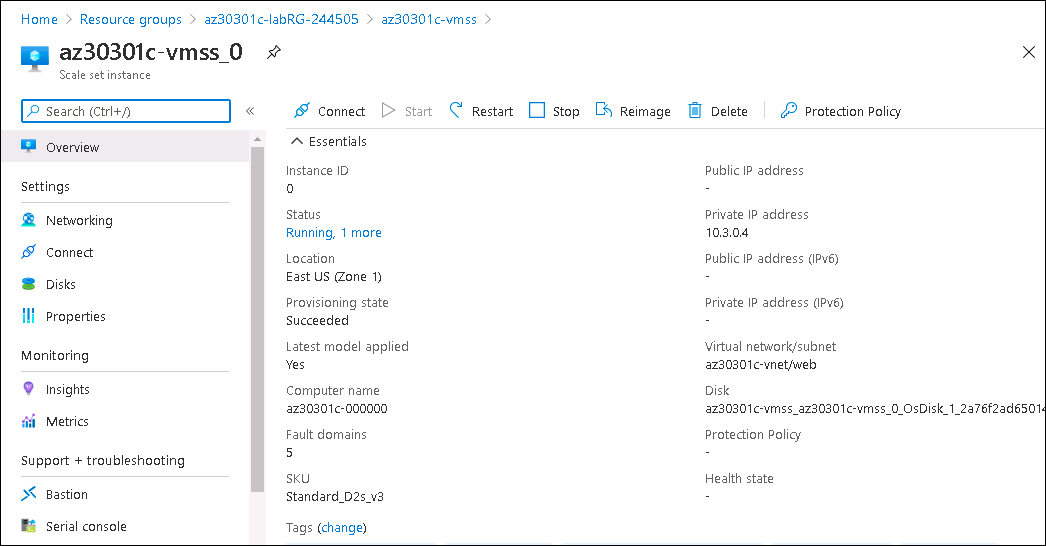 Home > Resource groups > az30301c-labRG-244505 > az30301c-vmss >
az30301c-vmss_0
Scale set instance
Search (Ctrl+/)
«
Connect
Start
Restart
Stop
Reimage
Delete
Protection Policy
Overview
Settings
Networking
Connect
Disks
Properties
Monitoring
Insights
Metrics
Support + troubleshooting
Bastion
Serial console
Essentials
Instance ID
0
Status
Running, 1 more
Location
East US (Zone 1)
Provisioning state
Succeeded
Latest model applied
Yes
Computer name
az30301c-000000
Fault domains
5
SKU
Standard_D2s_v3
Tags (change)
Public IP address
-
Private IP address
10.3.0.4
Public IP address (IPv6)
-
Private IP address (IPv6)
-
Virtual network/subnet
az30301c-vnet/web
Disk
az30301c-vmss_az30301c-vmss_0_OsDisk_1_2a76f2ad65014
Protection Policy
-
Health state
-